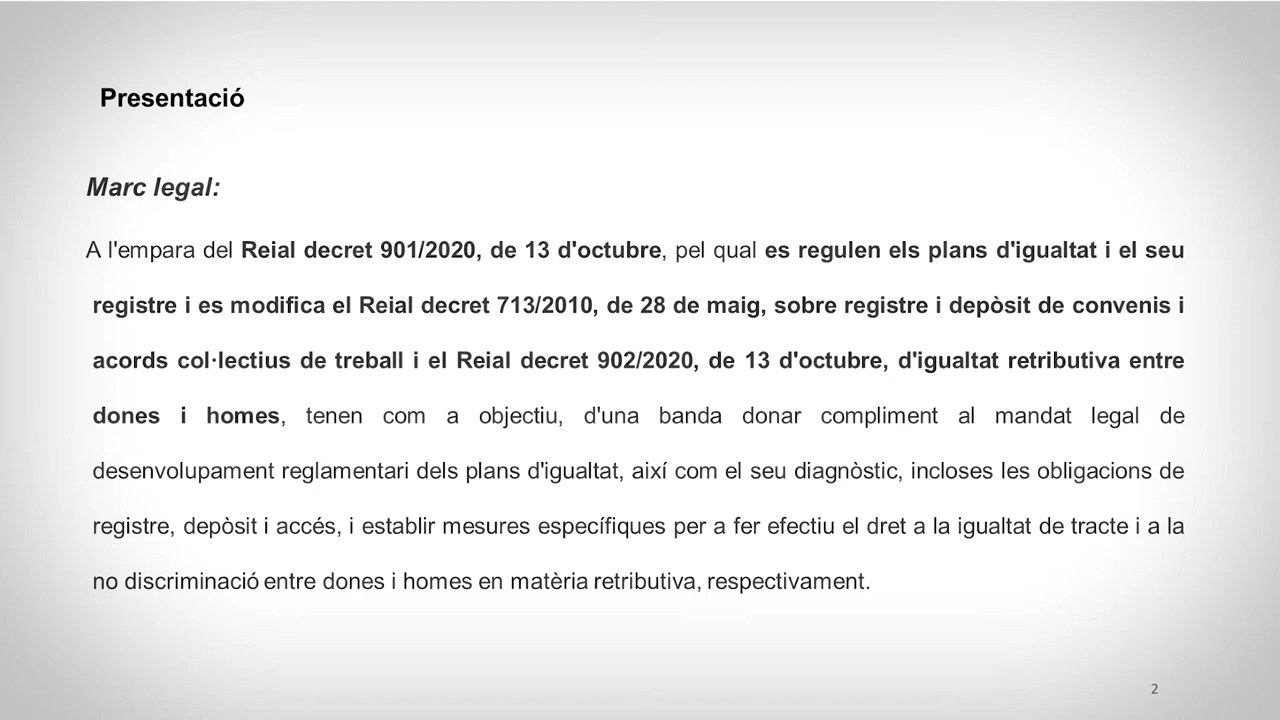 Presentació
Marc legal:
A l'empara del Reial decret 901/2020, de 13 d'octubre, pel qual es regulen els plans d'igualtat i el seu
registre i es modifica el Reial decret 713/2010, de 28 de maig, sobre registre i depòsit de convenis i
acords col·lectius de treball i el Reial decret 902/2020, de 13 d'octubre, d'igualtat retributiva entre
dones i homes, tenen com a objectiu, d'una banda donar compliment al mandat legal de
desenvolupament reglamentari dels plans d'igualtat, així com el seu diagnòstic, incloses les obligacions de
registre, depòsit i accés, i establir mesures específiques per a fer efectiu el dret a la igualtat de tracte i a la
no discriminació entre dones i homes en matèria retributiva, respectivament.
2